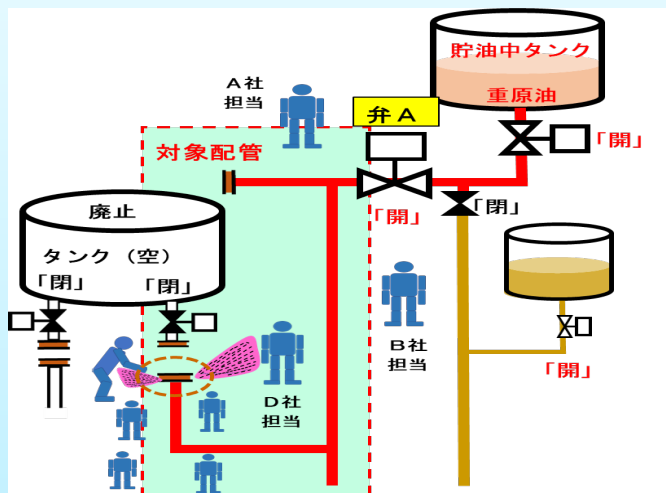 貯油中タンク
重原油
「開」
A社
担当
弁A
対象配管
「開」
「閉」
廃止
タンク（空）
「閉」
「閉」
B社
担当
「開」
D社
担当